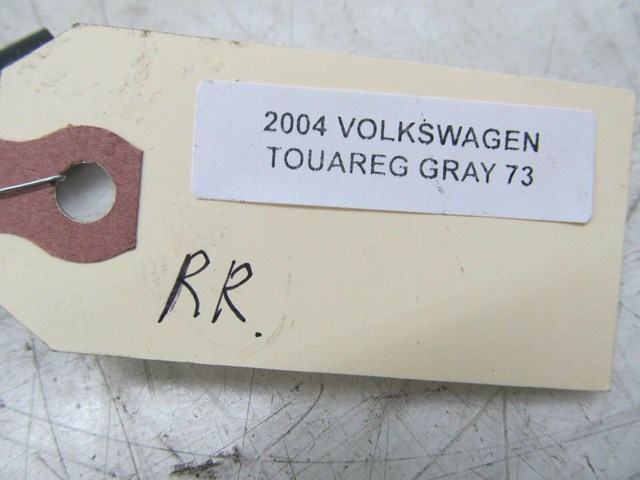 2004 VOLKSWAGEN
TOUAREG GRAY 73
RR.